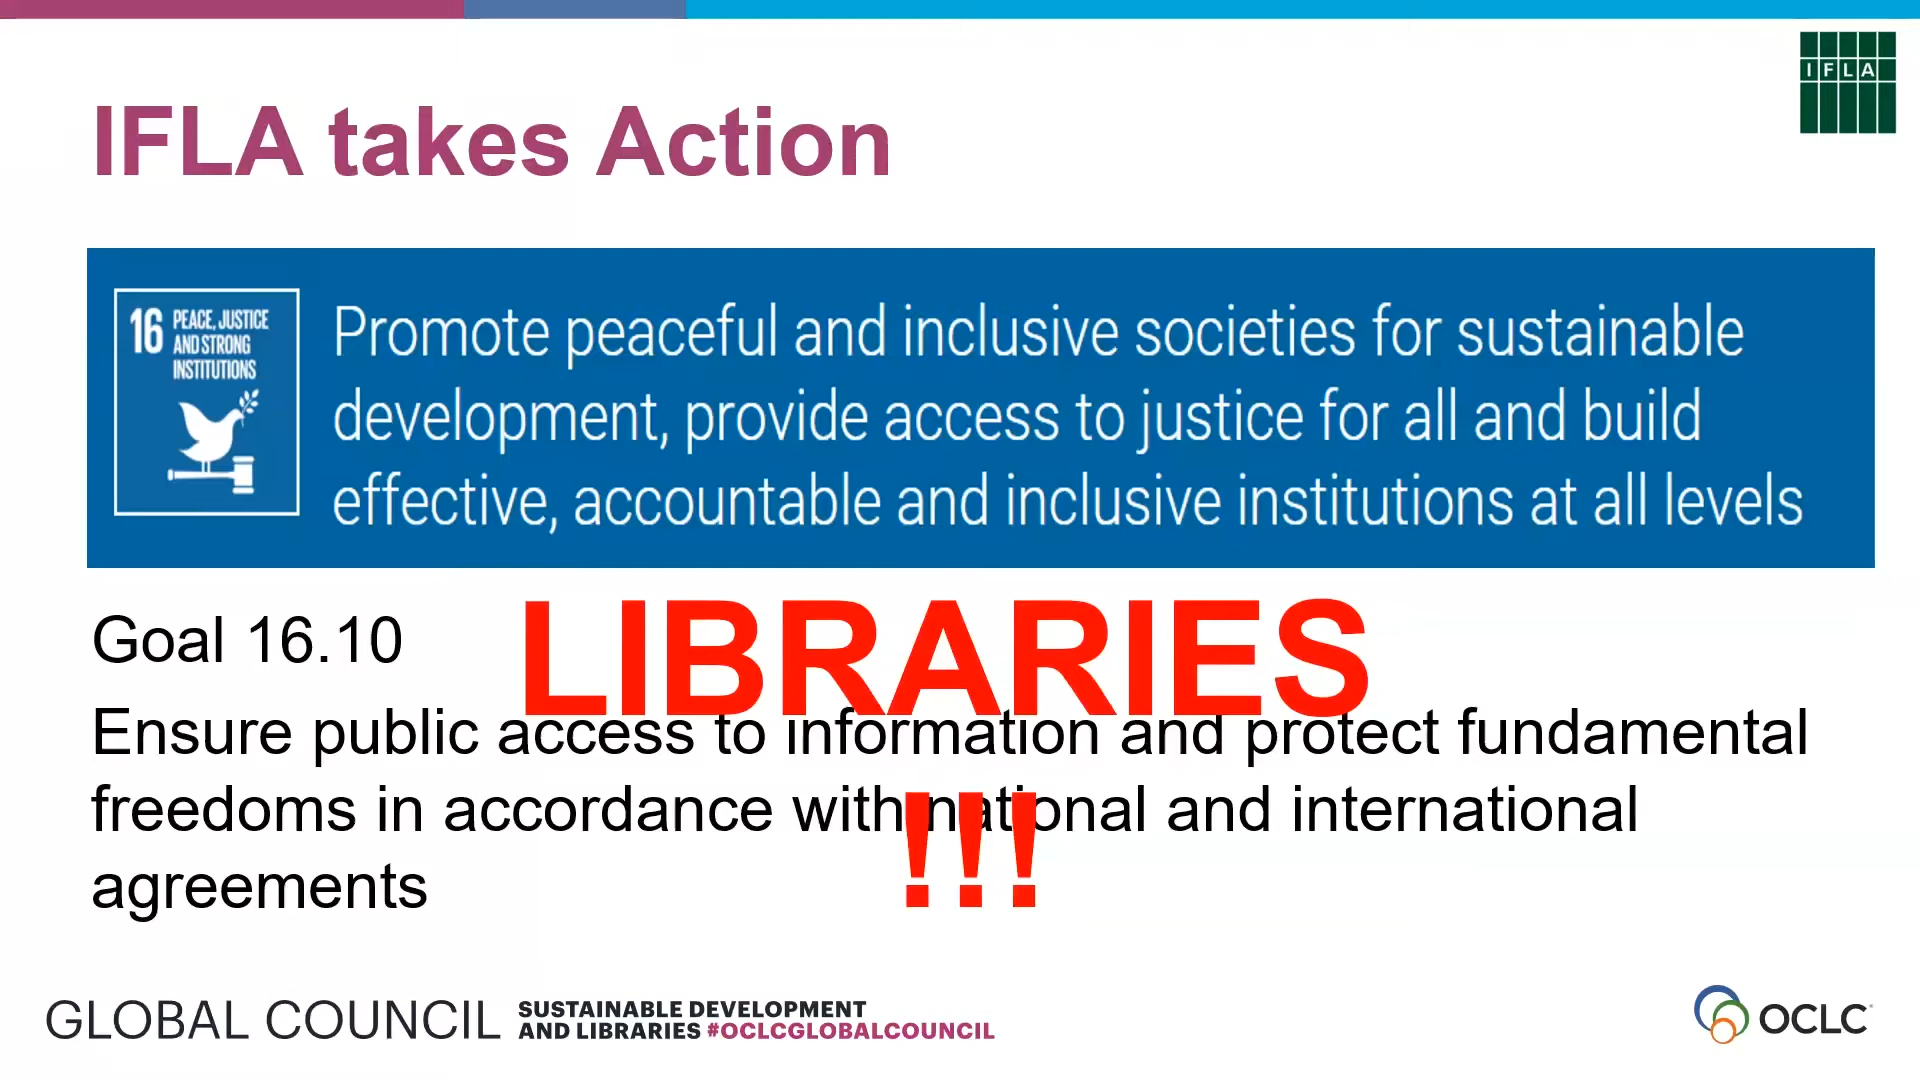 IFLA
IFLA takes Action
16 PEACE, JUSTICE
AND STRONG
INSTITUTIONS
Promote peaceful and inclusive societies for sustainable
development, provide access to justice for all and build
effective, accountable and inclusive institutions at all levels
Goal 16.10
LIBRARIES
Ensure public access to information and protect fundamental
freedoms in accordance with national and international
!!!
agreements
GLOBAL COUNCIL
SUSTAINABLE DEVELOPMENT
AND LIBRARIES #OCLCGLOBALCOUNCIL
OCLC